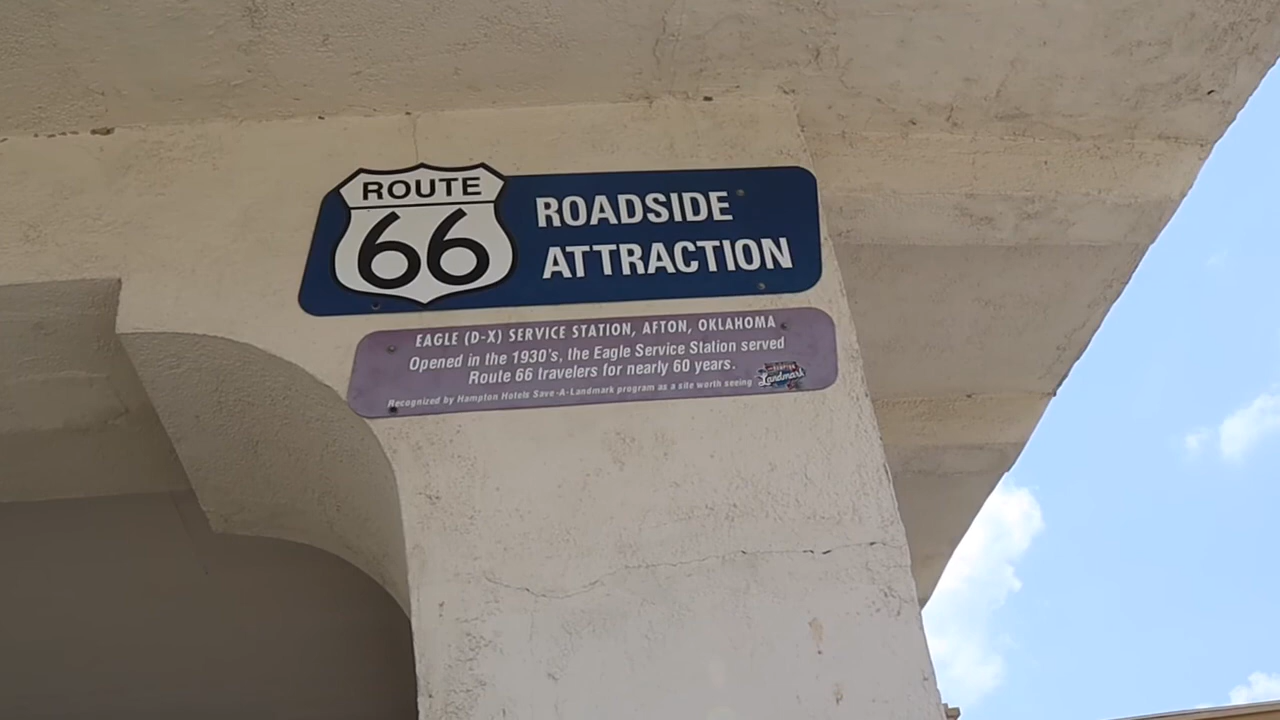 ROUTE
66
ROADSIDE
ATTRACTION
EAGLE (D-X) SERVICE STATION, AFTON, OKLAHOMA
Opened in the 1930's, the Eagle Service Station served
Route 66 travelers for nearly 60 years.
Recognized by Hampton Hotels Save-A-Landmark program as a site worth seeing
Landmark